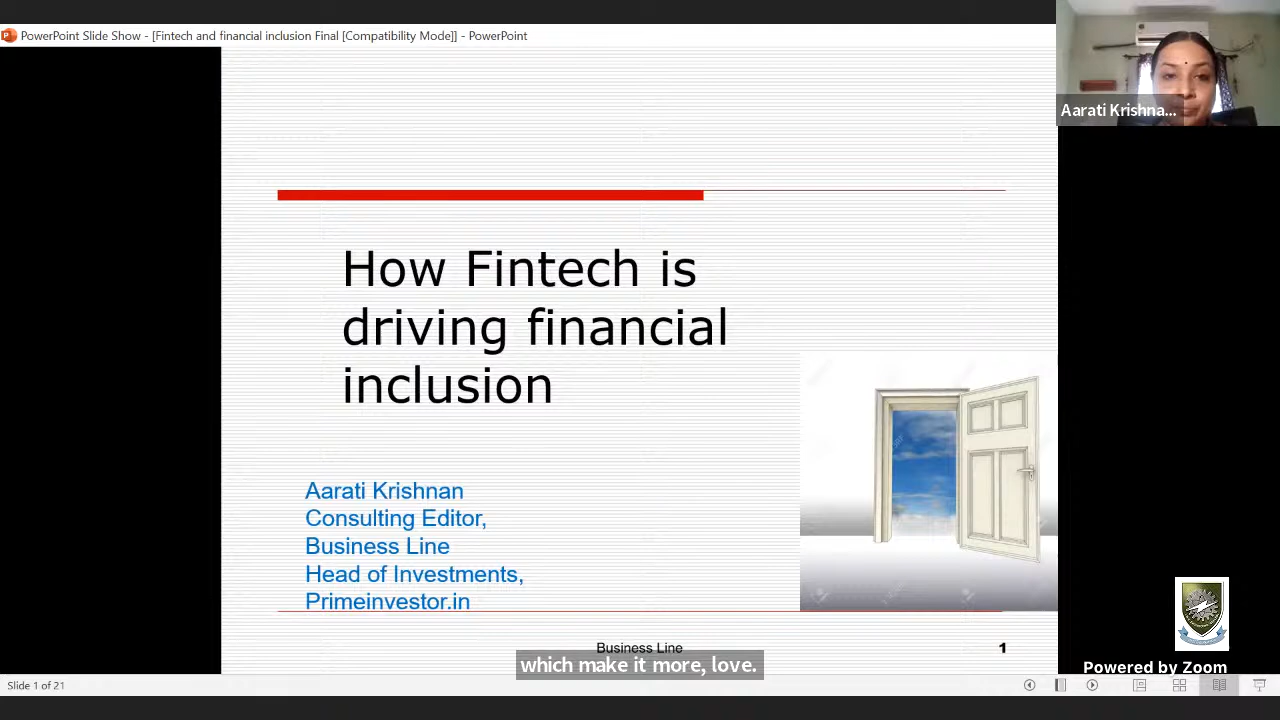 PowerPoint Slide Show - [Fintech and financial inclusion Final [Compatibility Mode]] - PowerPoint
Aarati Krishna...
How Fintech is
driving financial
inclusion
Aarati Krishnan
Consulting Editor,
Business Line
Head of Investments,
Primeinvestor.in
Business Line
1
which make it more, love.
Powered by Zoom
Slide 1 of 21